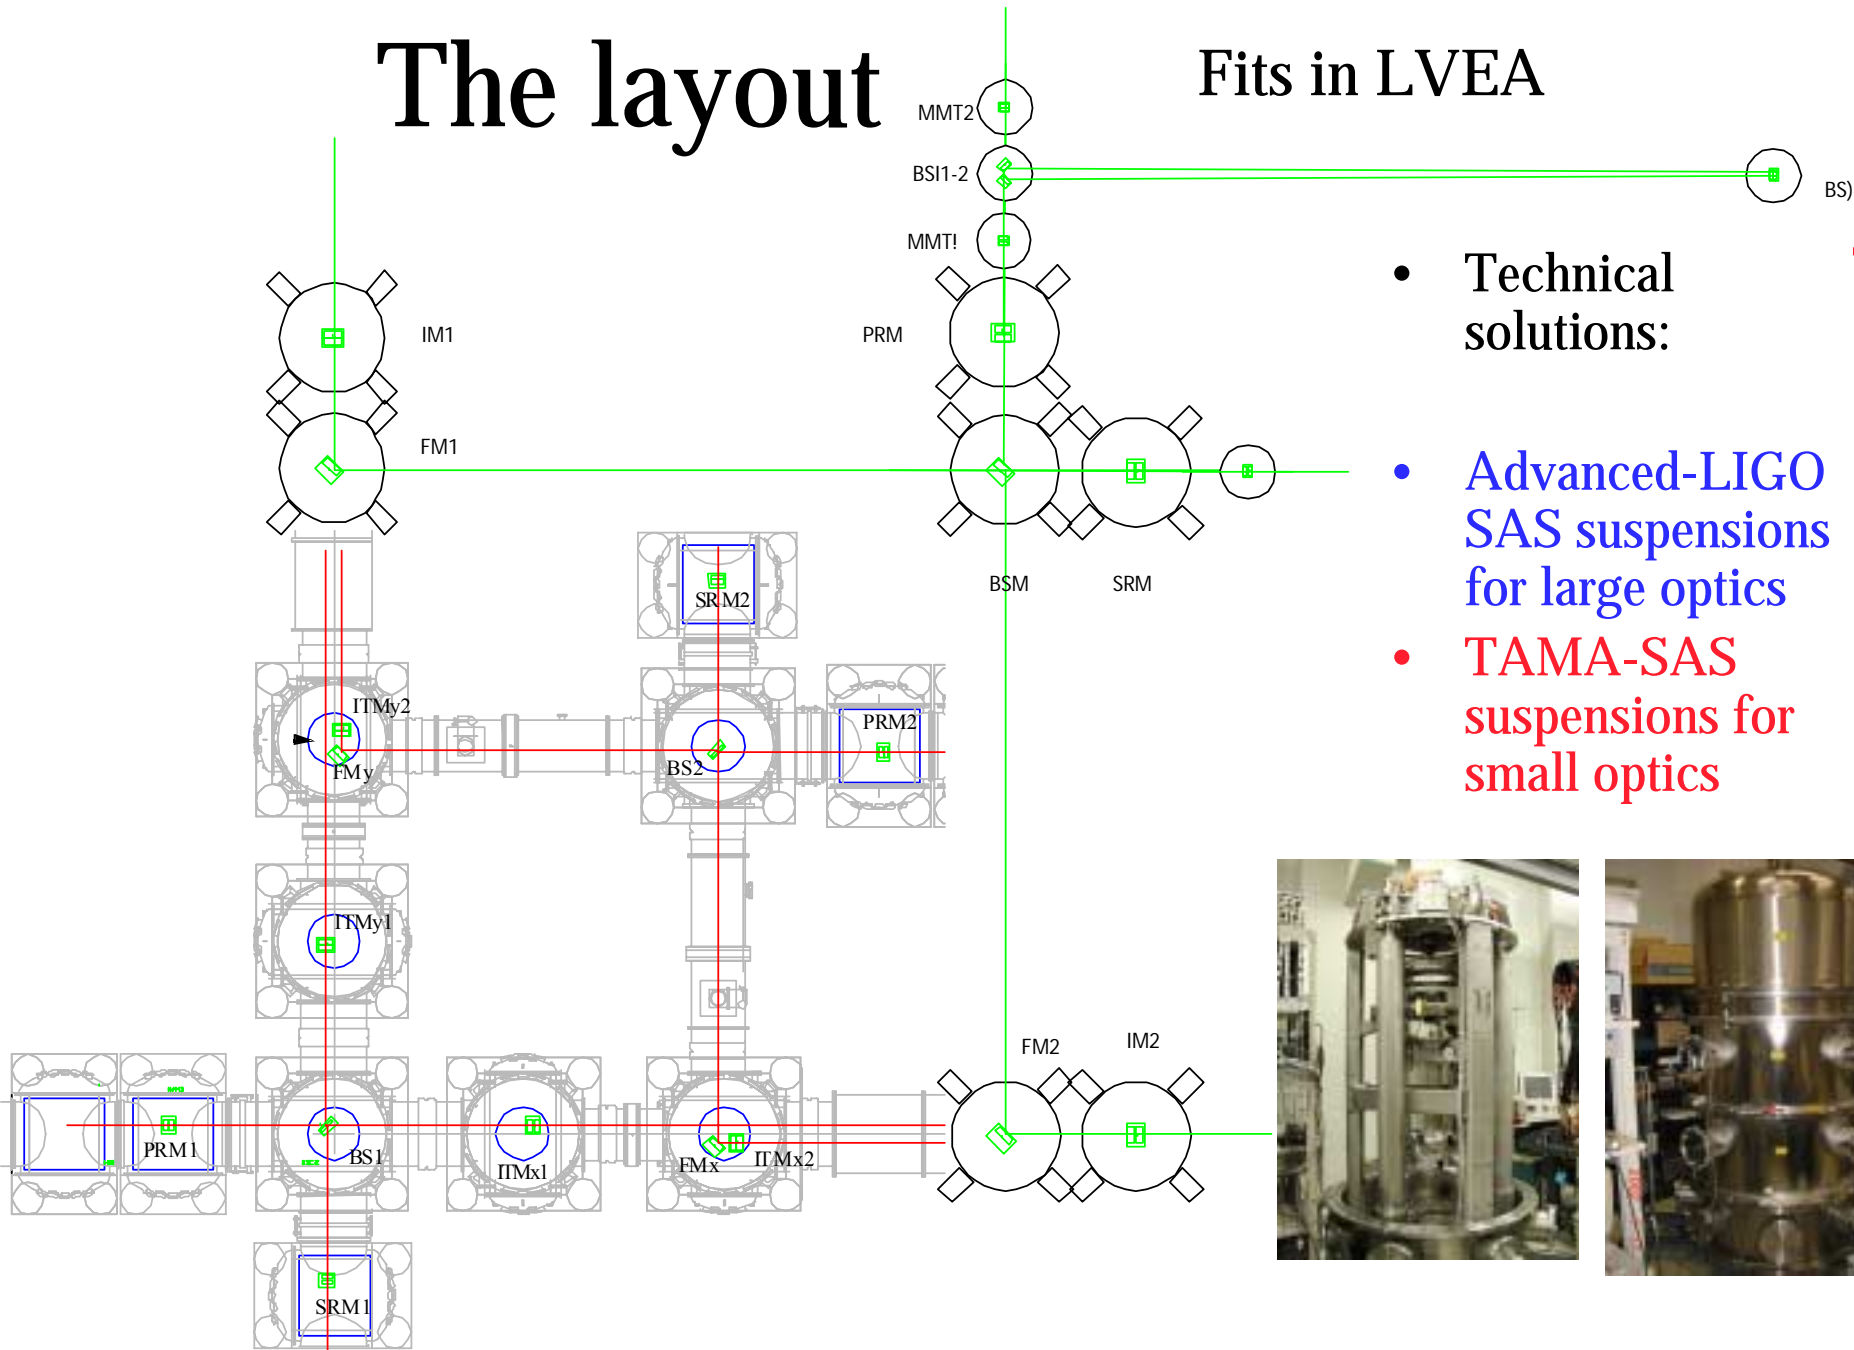 The layout
Fits in LVEA
MMT2
BSI1-2
BS)
MMT!
IM1
PRM
FM1
BSM
SRM
• Technical
solutions:
• Advanced-LIGO
SAS suspensions
for large optics
• TAMA-SAS
suspensions for
small optics
SRM2
ITMy2
PRM2
FMy
BS2
ITMy1
FM2
IM2
PRM1
BS1
ITMx1
FMx
ITMx2
SRM1